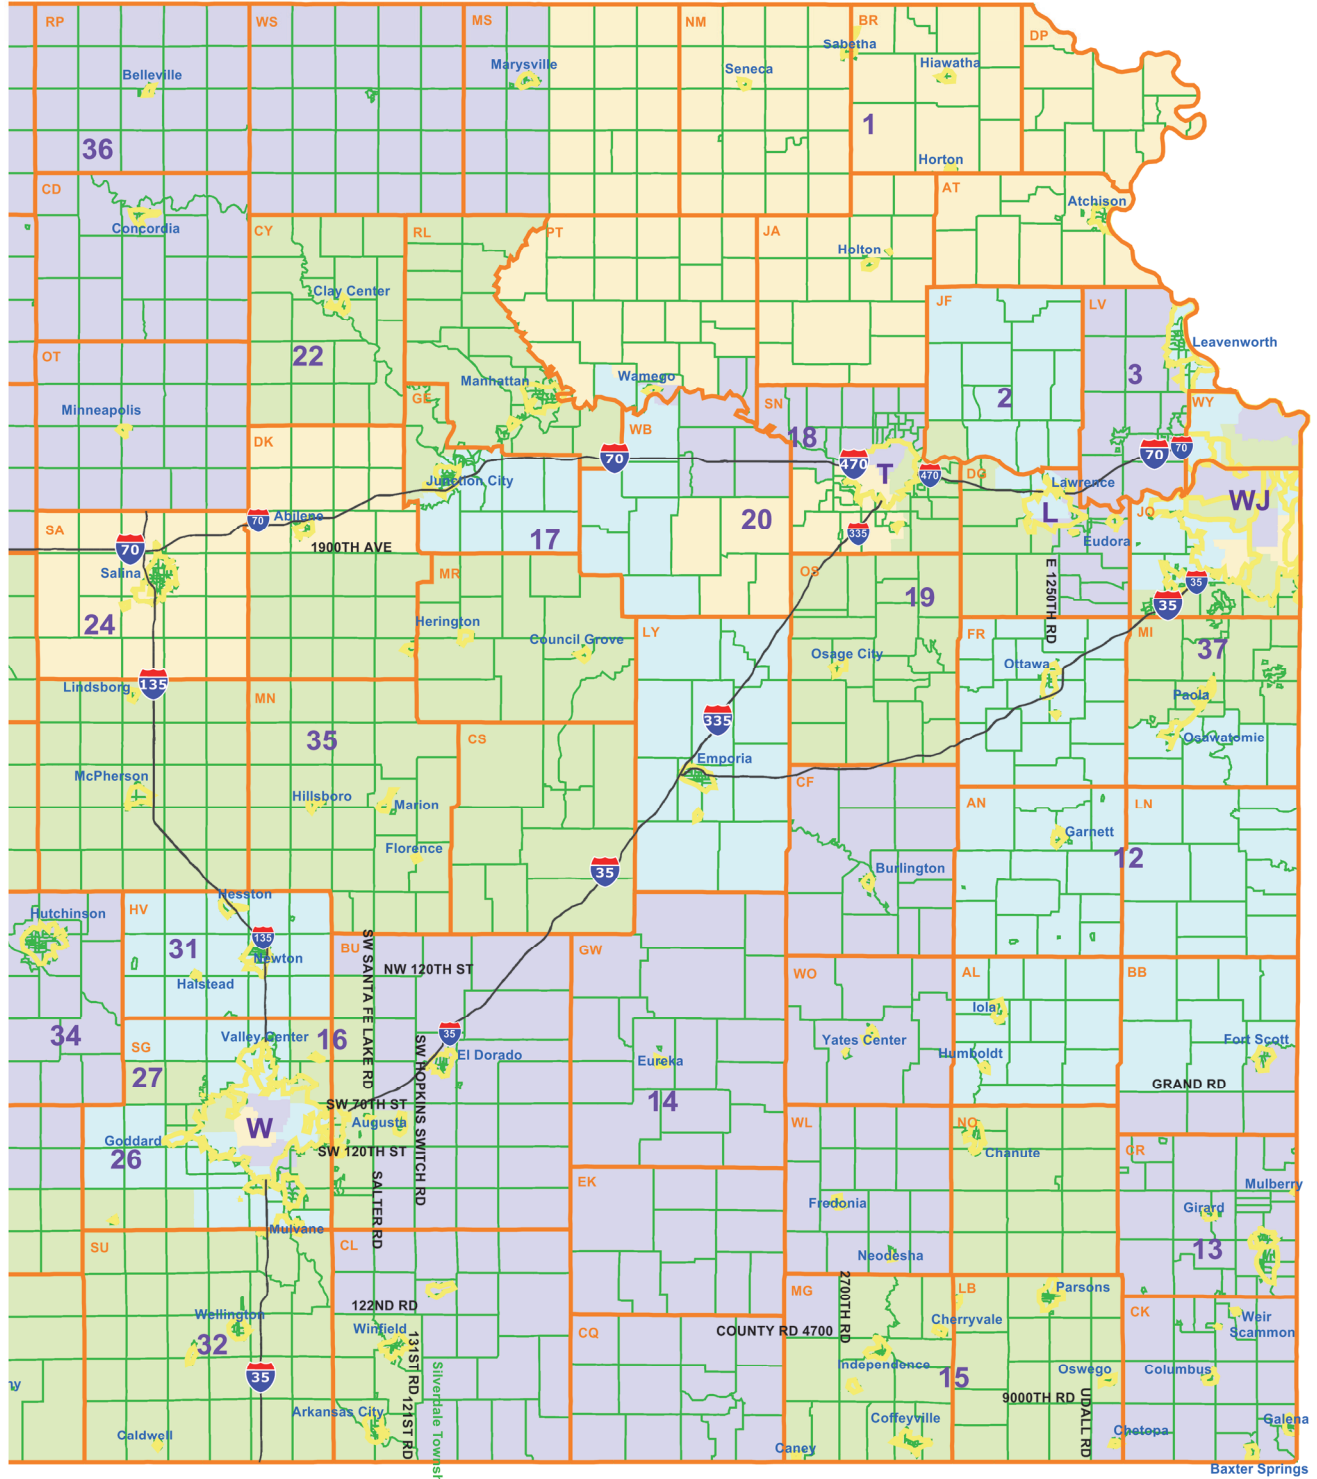 RP
WS
MS
NM
BR
DP
Sabetha
Belleville
Marysville
Seneca
Hiawatha
36
1
Horton
CD
AT
Concordia
Atchison
CY
RL
PT
JA
Holton
Clay Center
JF
LV
22
Leavenworth
OT
Manhattan
Wamego
3
GE
2
WY
Minneapolis
SN
DK
WB
18
70
70
70
470
T
470
DG
Junction City
Lawrence
WJ
SA
70
Abilene
L
JO
20
335
Eudora
70
1900TH AVE
17
Salina
MR
OS
E 1250TH RD
35
24
19
35
Herington
Council Grove
LY
FR
MI
37
Osage City
Ottawa
Lindsborg
135
MN
Paola
335
35
CS
Osawatomie
McPherson
Emporia
CF
Hillsboro
Marion
AN
LN
Garnett
Florence
12
Burlington
35
Hesston
Hutchinson
HV
135
31
BU
SW SANTA FE LAKE RD
GW
Newton
NW 120TH ST
WO
AL
BB
Halstead
Iola
34
SG
Valley Center
16
35
El Dorado
Yates Center
Fort Scott
Eureka
Humboldt
27
SW HOPKINS SWITCH RD
GRAND RD
SW 70TH ST
14
W
Augusta
WL
NO
Goddard
SW 120TH ST
Chanute
CR
26
EK
Mulberry
SALTER RD
Fredonia
Girard
Mulvane
SU
CL
Neodesha
13
MG
2700TH RD
LB
Parsons
122ND RD
CK
Wellington
Winfield
CQ
COUNTY RD 4700
Cherryvale
Weir
Scammon
32
131ST RD
Independence
35
Silverdale Townsh
15
Oswego
Columbus
ny
9000TH RD
UDALL RD
Arkansas City
121ST RD
Coffeyville
Galena
Caldwell
Caney
Chetopa
Baxter Springs